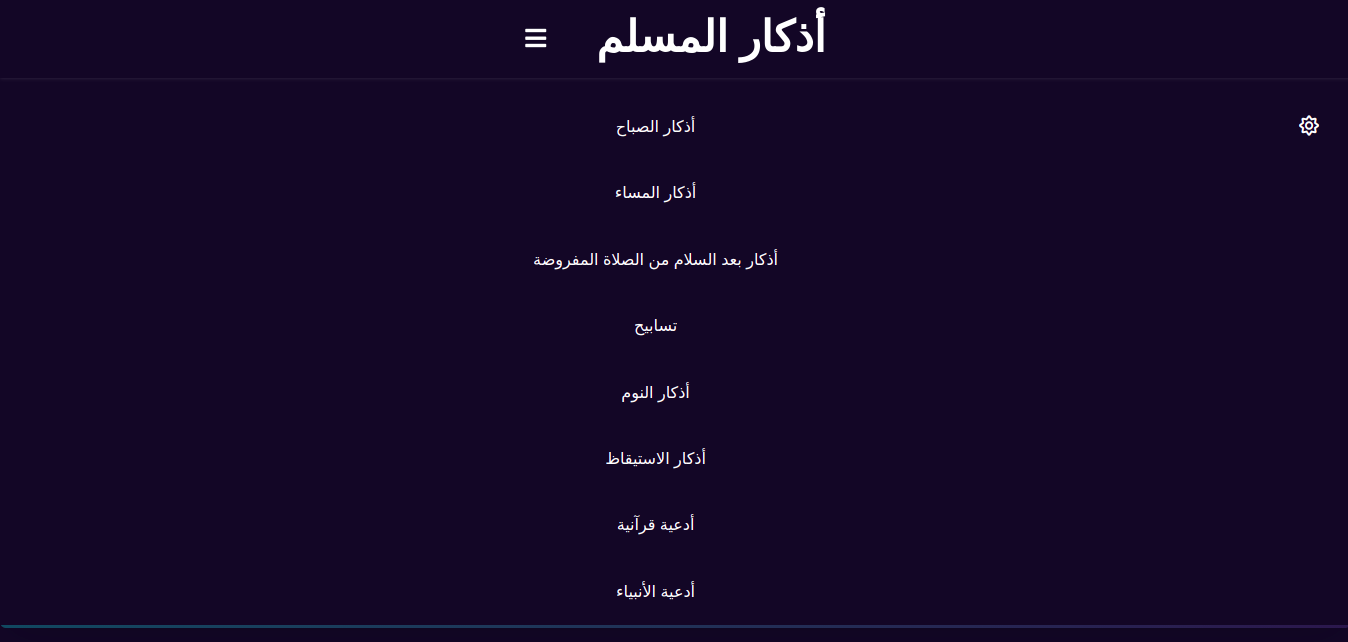 أذكار المسلم
أذكار الصباح
أذكار المساء
أذكار بعد السلام من الصلاة المفروضة
تسابيح
أذكار النوم
أذكار الاستيقاظ
أدعية قرآنية
أدعية الأنبياء